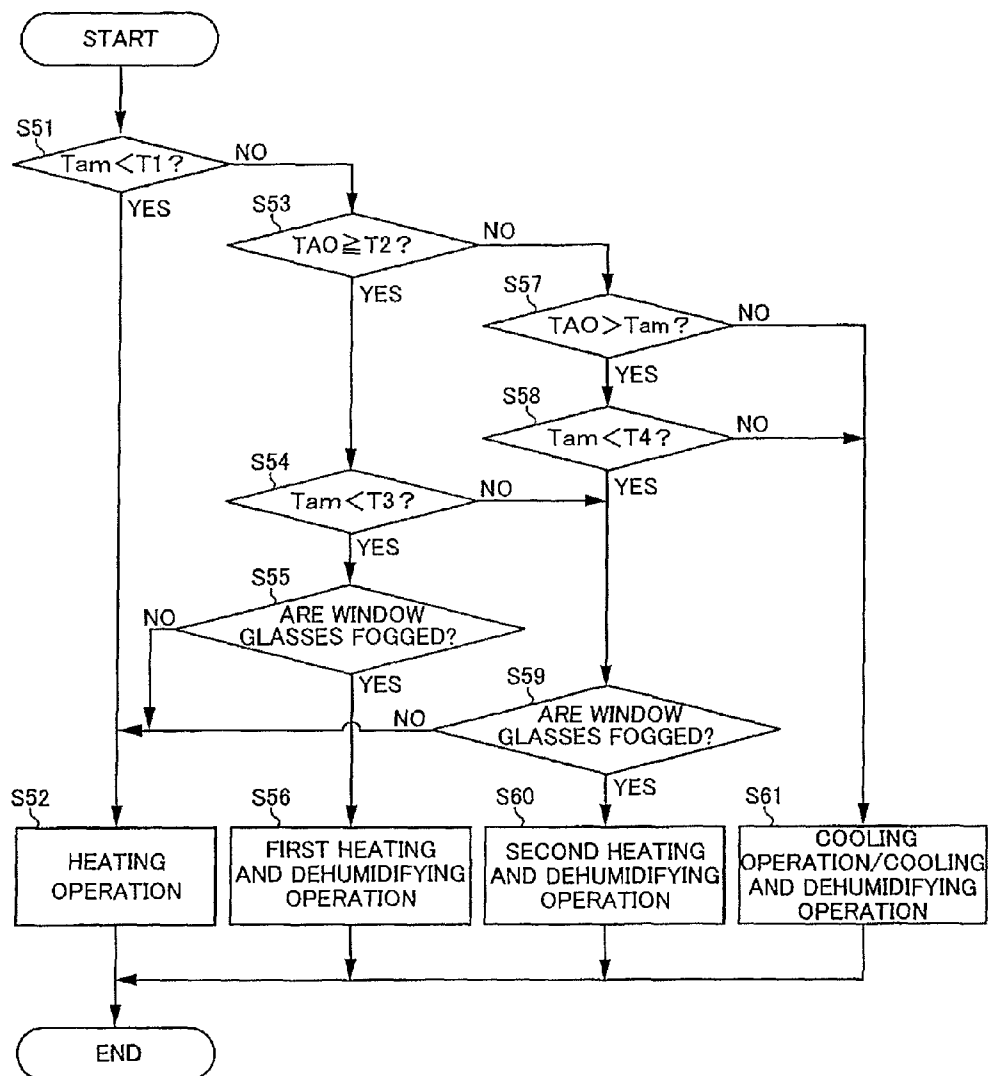 START
S51
Tam<T1?
NO
YES
S53
TAO≧T2?
NO
YES
S57
TAO>Tam?
NO
YES
S58
Tam<T4?
NO
YES
S54
Tam<T3?
NO
YES
S55
ARE WINDOW
GLASSES FOGGED?
NO
YES
S59
ARE WINDOW
GLASSES FOGGED?
NO
YES
S52
HEATING
OPERATION
S56
FIRST HEATING
AND DEHUMIDIFYING
OPERATION
S60
SECOND HEATING
AND DEHUMIDIFYING
OPERATION
S61
COOLING
OPERATION/COOLING
AND DEHUMIDIFYING
OPERATION
END